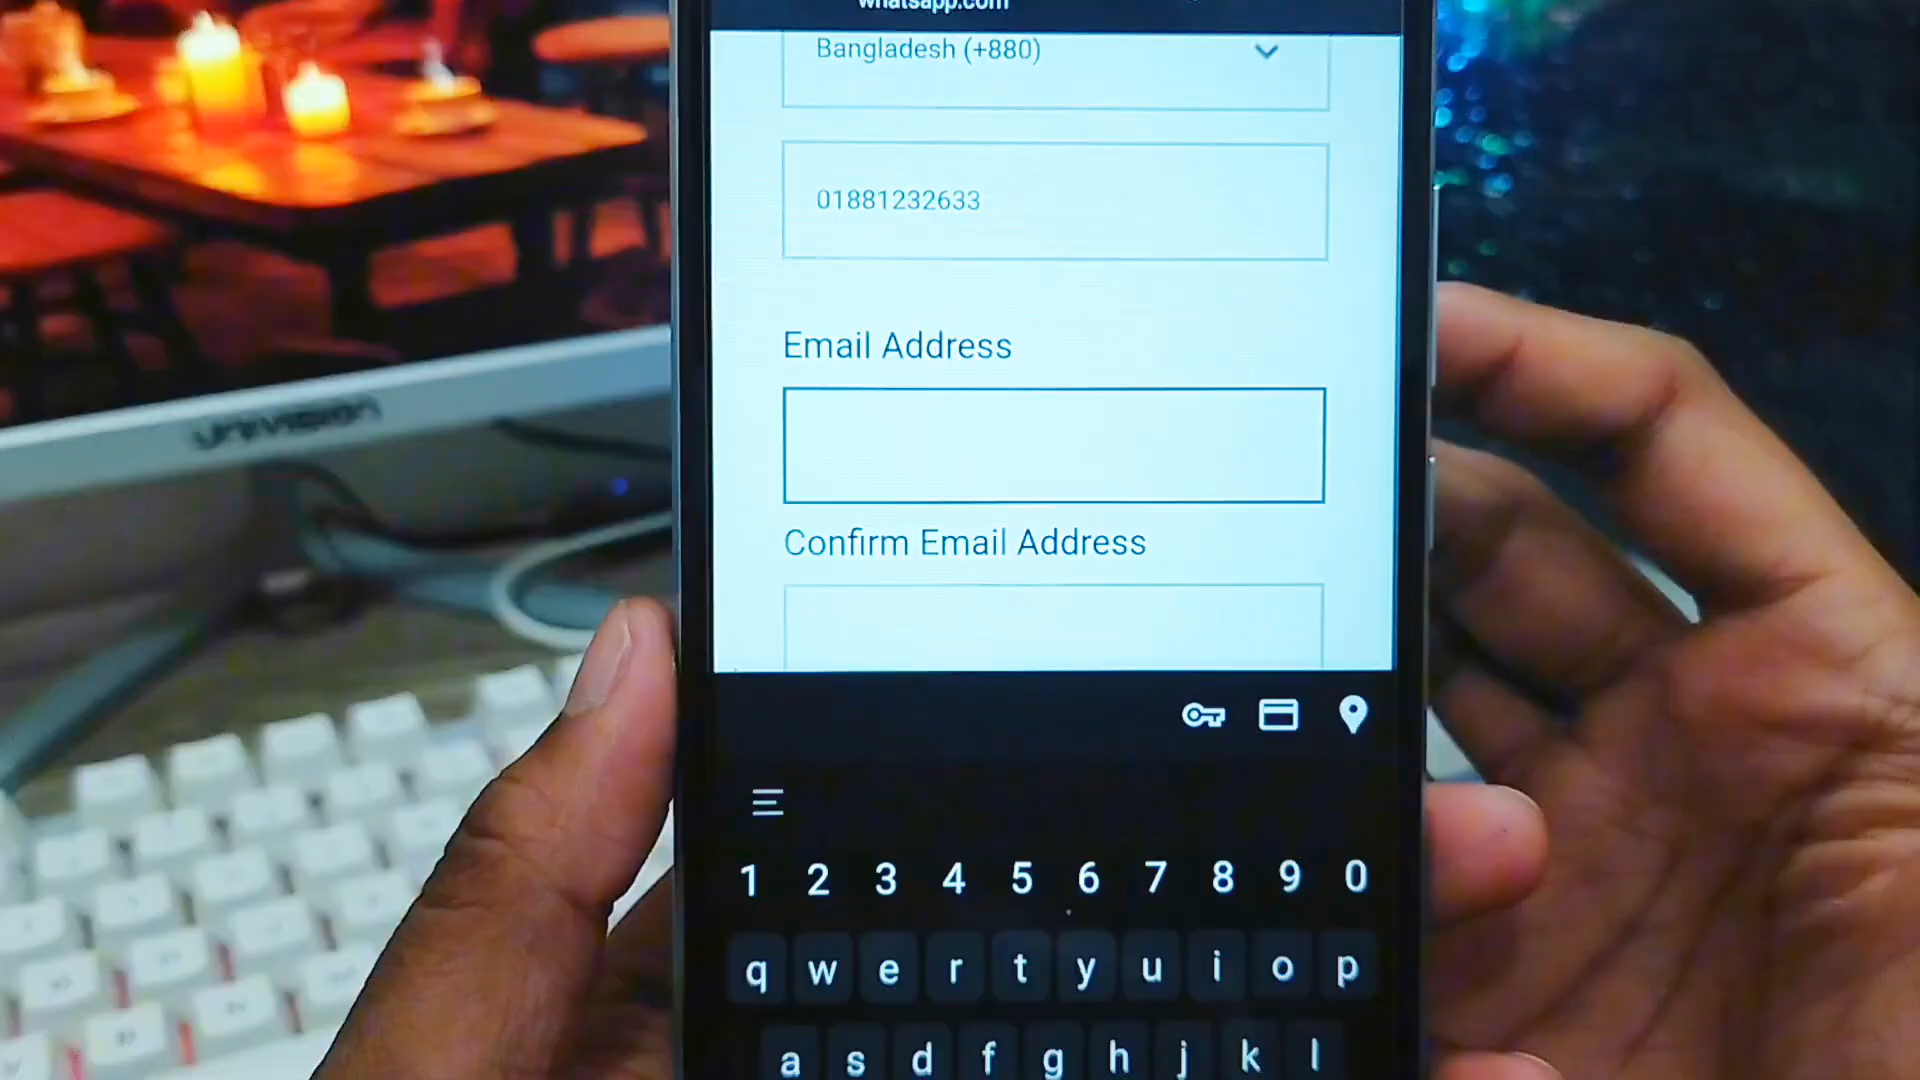 whatsapp.com
Bangladesh (+880)
01881232633
Email Address
Confirm Email Address
univision
1 2 3 4 5 6 7 8 9 0
q w e r t y u i o p
a s d f g h j k l